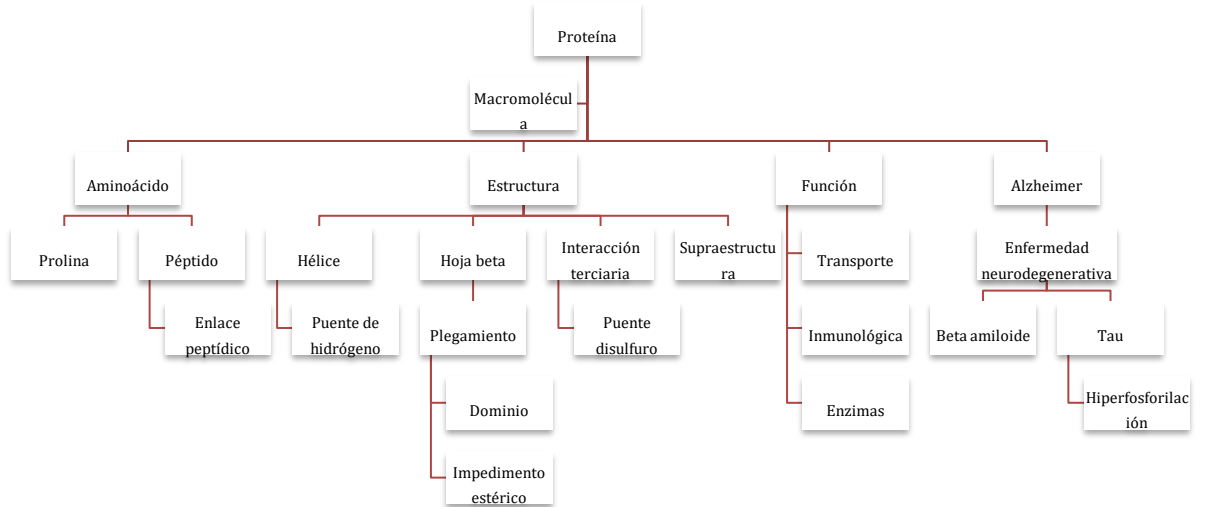 Proteína
Macromolécul
a
Aminoácido
Estructura
Función
Alzheimer
Prolina
Péptido
Hélice
Hoja beta
Interacción
terciaria
Supraestructu
ra
Transporte
Enfermedad
neurodegenerativa
Enlace
peptídico
Puente de
hidrógeno
Plegamiento
Puente
disulfuro
Inmunológica
Beta amiloide
Tau
Dominio
Enzimas
Hiperfosforilac
ión
Impedimento
estérico